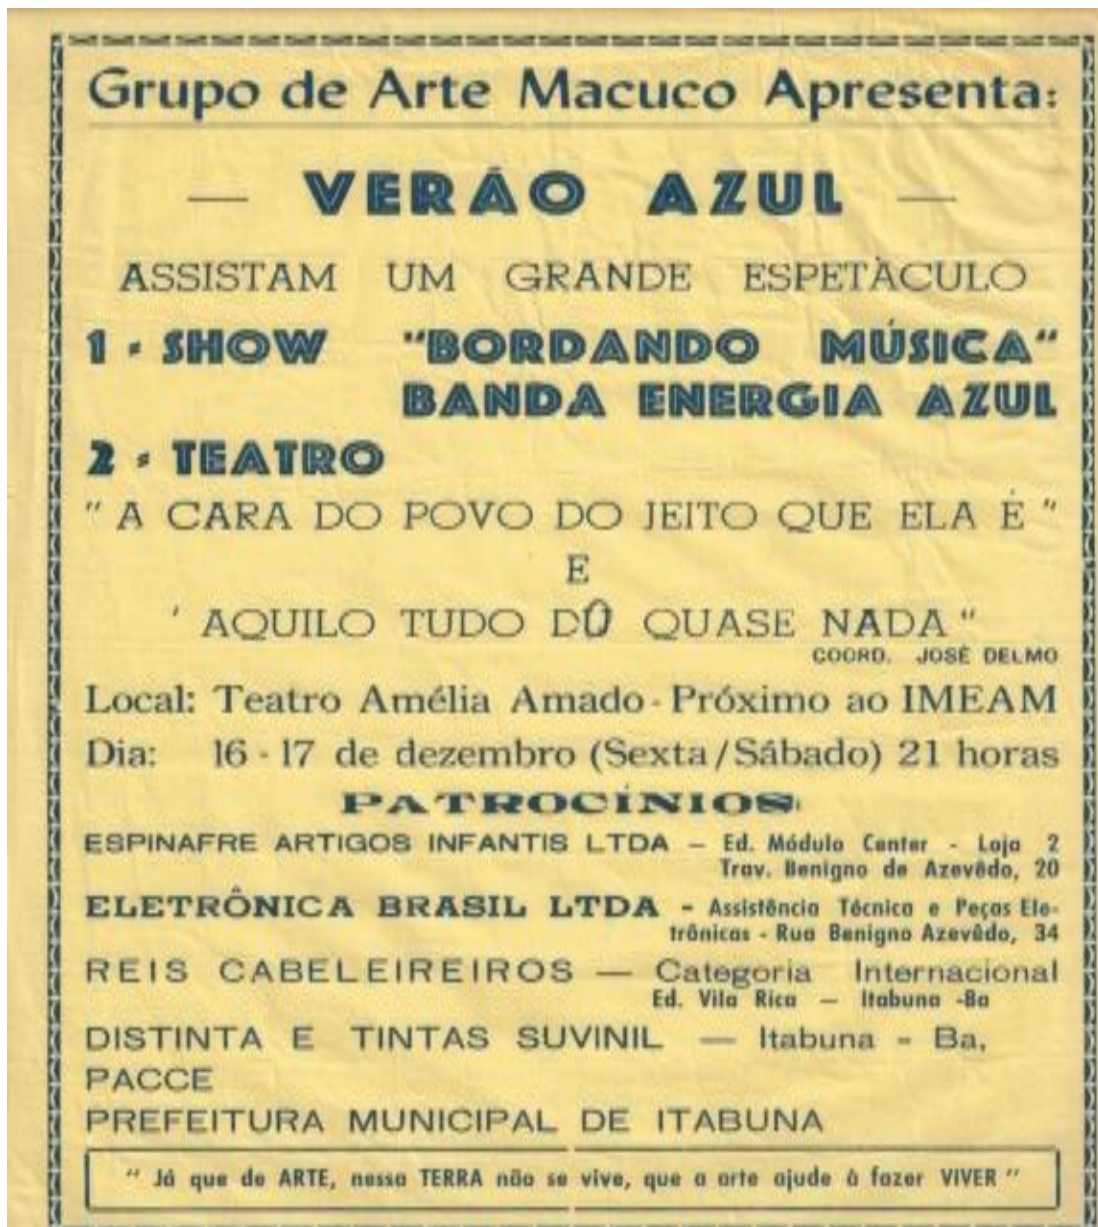 Grupo de Arte Macuco Apresenta:
— VERÃO AZUL —
ASSISTAM UM GRANDE ESPETÀCULO
1 - SHOW "BORDANDO MÚSICA"
BANDA ENERGIA AZUL
2 - TEATRO
" A CARA DO POVO DO JEITO QUE ELA É "
E
' AQUILO TUDO DÛ QUASE NADA "
COORD. JOSÉ DELMO
Local: Teatro Amélia Amado - Próximo ao IMEAM
Dia: 16 - 17 de dezembro (Sexta/Sábado) 21 horas
PATROCÍNIOS:
ESPINAFRE ARTIGOS INFANTIS LTDA — Ed. Módulo Center - Loja 2
Trav. Benigno de Azevêdo, 20
ELETRÔNICA BRASIL LTDA - Assistência Técnica e Peças Ele-
trônicas - Rua Benigno Azevêdo, 34
REIS CABELEIREIROS — Categoria Internacional
Ed. Vila Rica — Itabuna -Ba
DISTINTA E TINTAS SUVINIL — Itabuna - Ba,
PACCE
PREFEITURA MUNICIPAL DE ITABUNA
" Já que de ARTE, nessa TERRA não se vive, que a arte ajude à fazer VIVER "